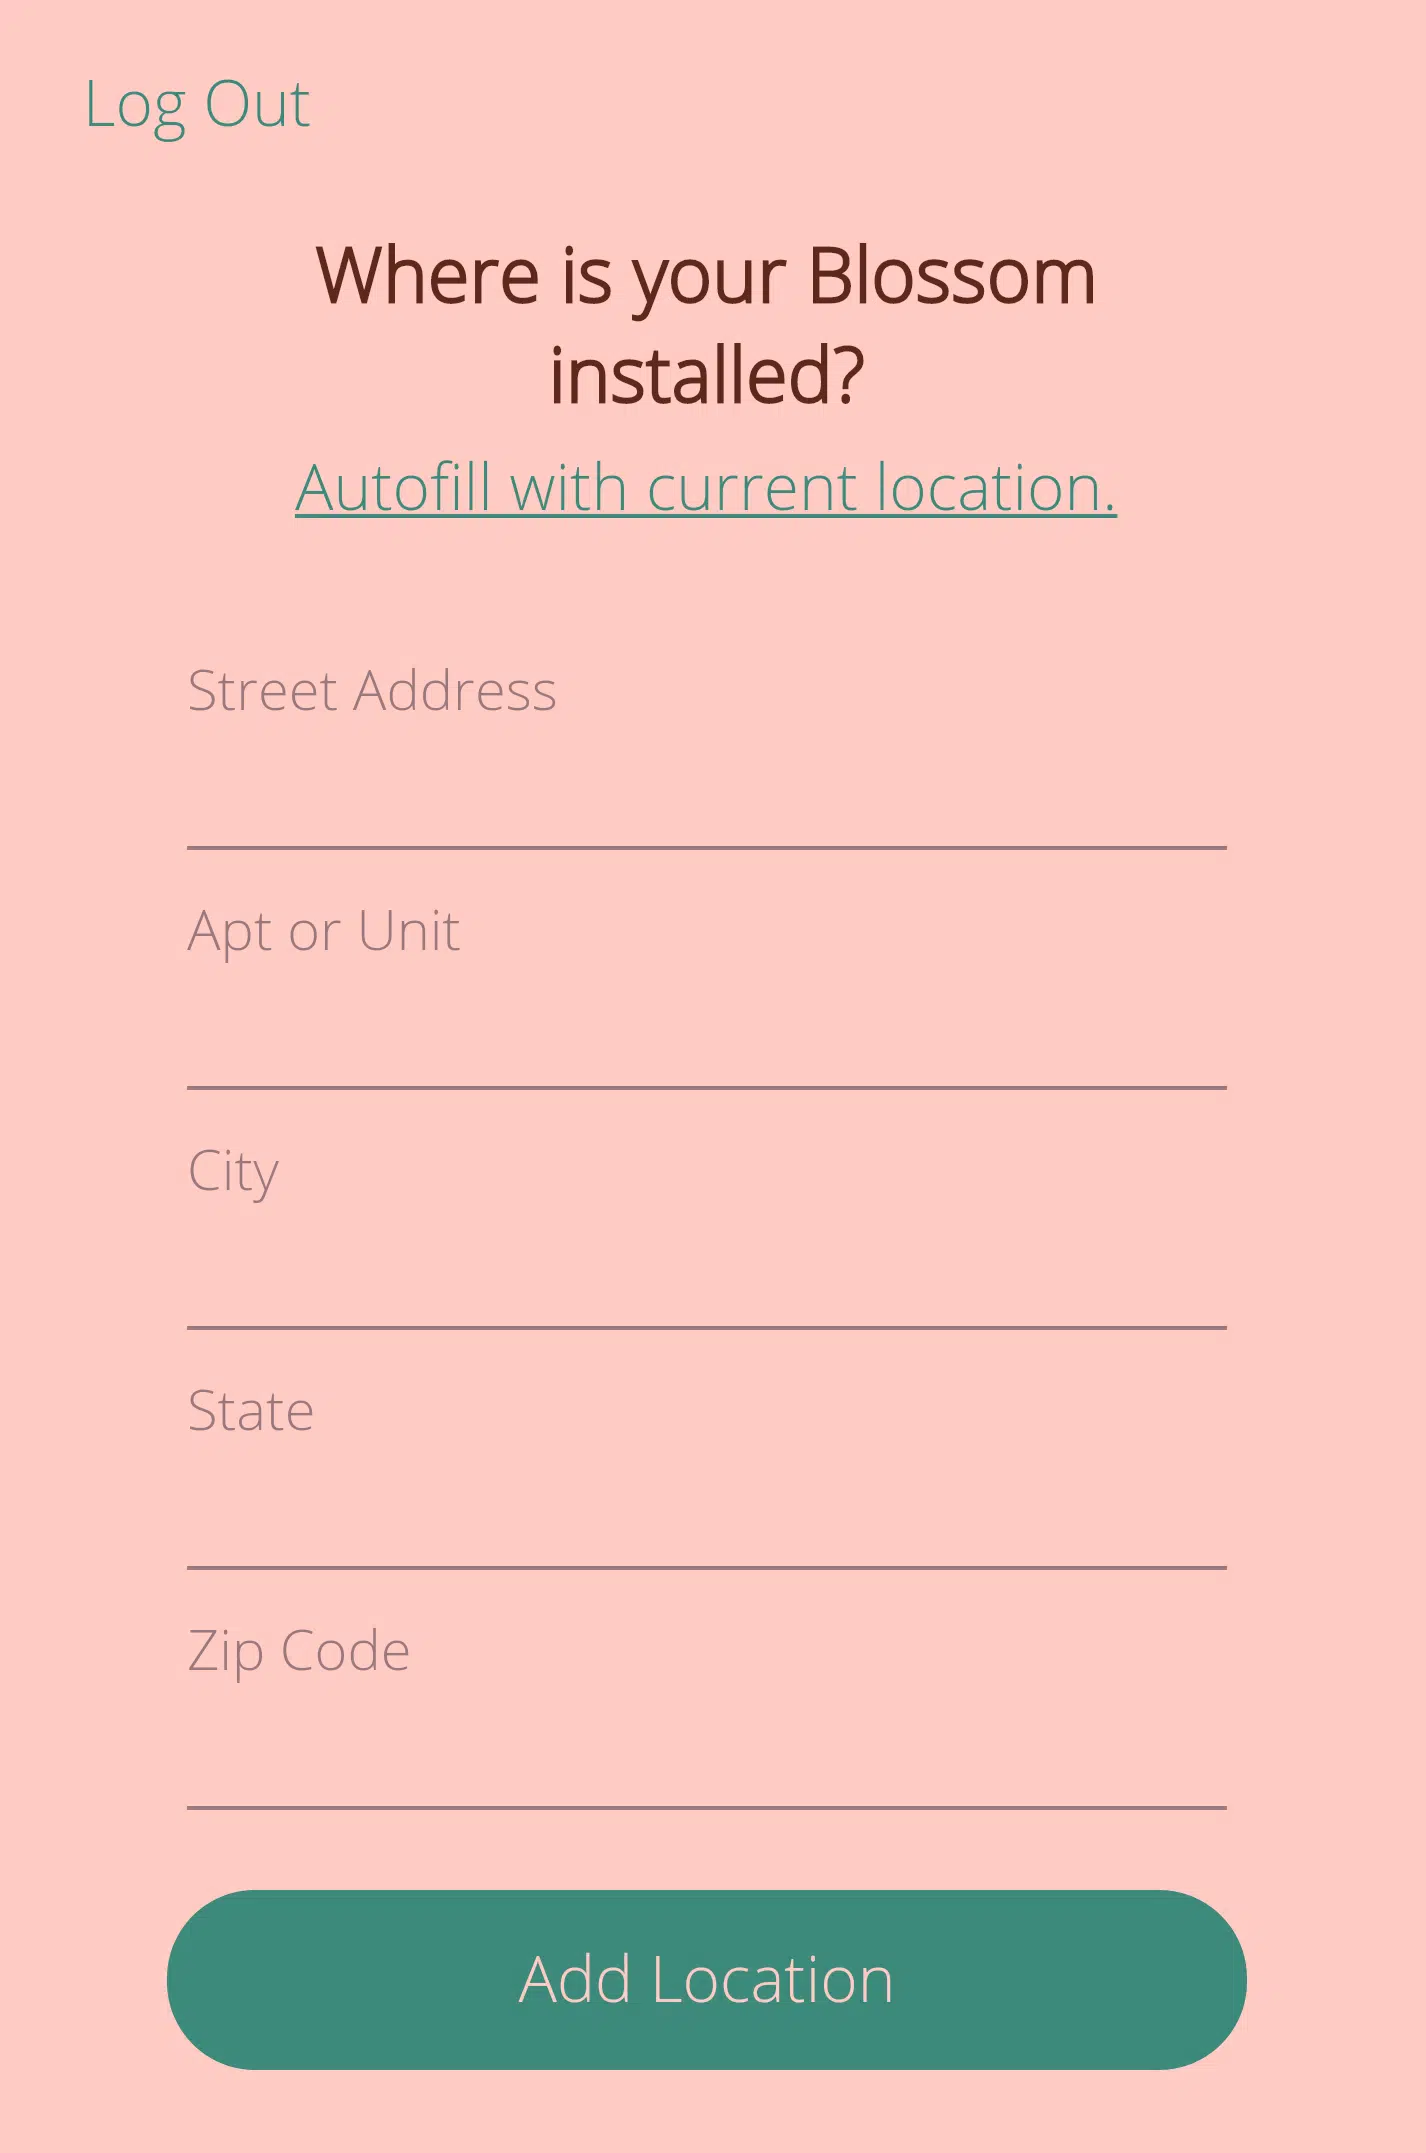 Log Out
Where is your Blossom
installed?
Autofill with current location.
Street Address
Apt or Unit
City
State
Zip Code
Add Location